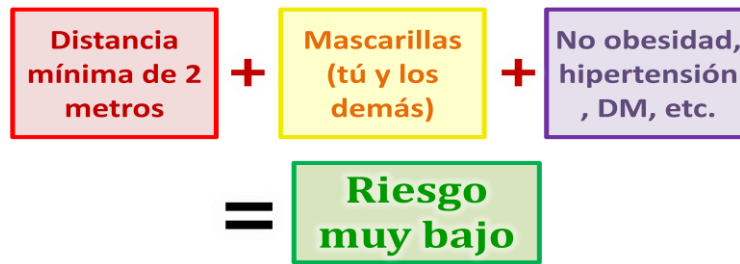 Distancia
mínima de 2
metros
+
Mascarillas
(tú y los
demás)
+
No obesidad,
hipertensión
, DM, etc.
=
Riesgo
muy bajo